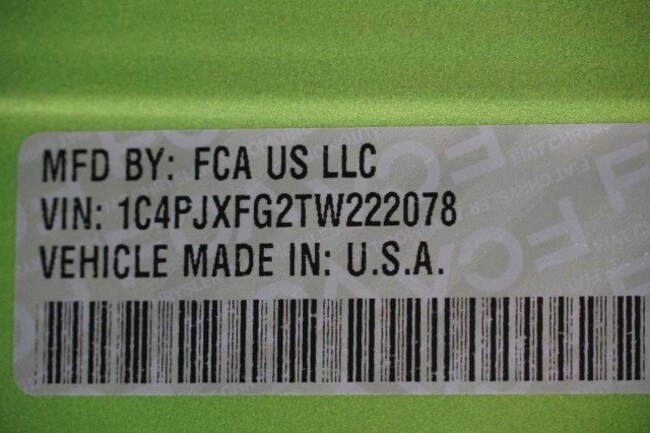 MFD BY: FCA US LLC
VIN: 1C4PJXFG2TW222078
VEHICLE MADE IN: U.S.A.